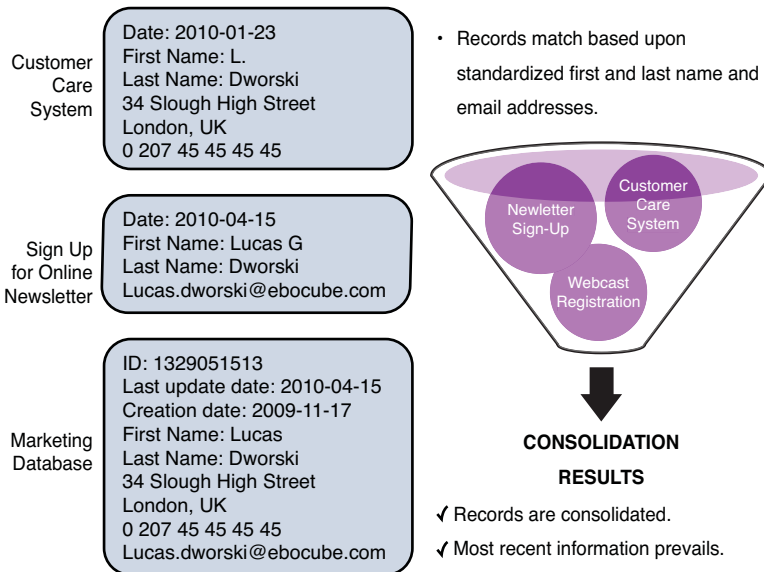 Customer
Care
System
Date: 2010-01-23
First Name: L.
Last Name: Dworski
34 Slough High Street
London, UK
0 207 45 45 45 45
Sign Up
for Online
Newsletter
Date: 2010-04-15
First Name: Lucas G
Last Name: Dworski
Lucas.dworski@ebocube.com
Marketing
Database
ID: 1329051513
Last update date: 2010-04-15
Creation date: 2009-11-17
First Name: Lucas
Last Name: Dworski
34 Slough High Street
London, UK
0 207 45 45 45 45
Lucas.dworski@ebocube.com
• Records match based upon
standardized first and last name and
email addresses.
Newletter
Sign-Up
Customer
Care
System
Webcast
Registration
CONSOLIDATION
RESULTS
✓ Records are consolidated.
✓ Most recent information prevails.